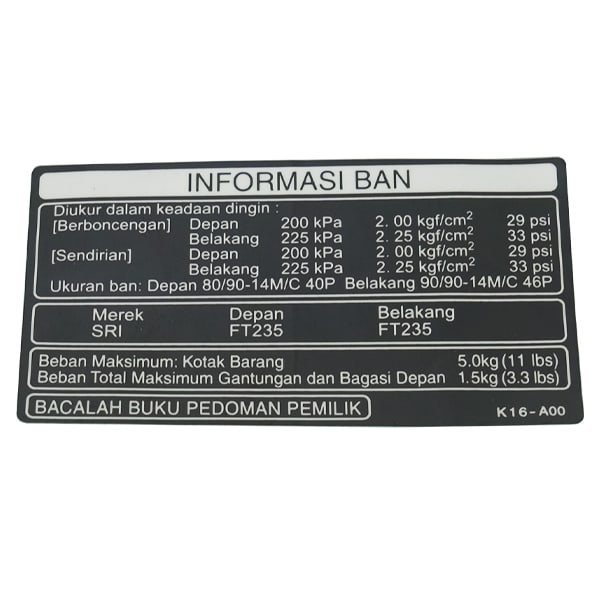 INFORMASI BAN
Diukur dalam keadaan dingin :
[Berboncengan] Depan 200 kPa 2. 00 kgf/cm² 29 psi
Belakang 225 kPa 2. 25 kgf/cm² 33 psi
[Sendirian] Depan 200 kPa 2. 00 kgf/cm² 29 psi
Belakang 225 kPa 2. 25 kgf/cm² 33 psi
Ukuran ban: Depan 80/90-14M/C 40P Belakang 90/90-14M/C 46P
Merek Depan Belakang
SRI FT235 FT235
Beban Maksimum: Kotak Barang 5.0kg (11 lbs)
Beban Total Maksimum Gantungan dan Bagasi Depan 1.5kg (3.3 lbs)
BACALAH BUKU PEDOMAN PEMILIK K16-A00